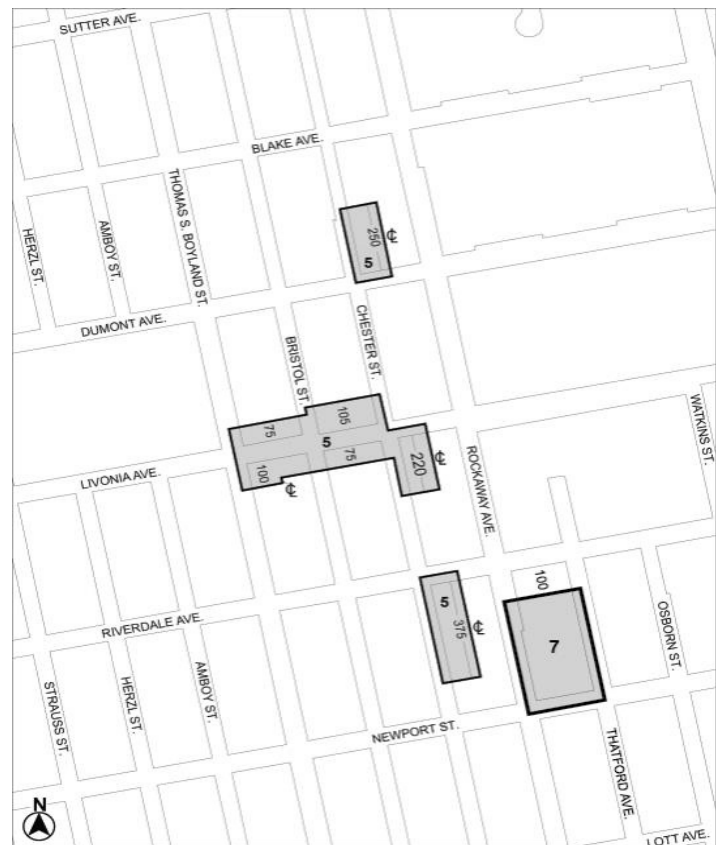 SUTTER AVE.
BLAKE AVE.
THOMAS S. BOYLAND ST.
HERZL ST.
AMBOY ST.
250
℄
5
DUMONT AVE.
BRISTOL ST.
CHESTER ST.
75
105
5
100
75
220
℄
℄
LIVONIA AVE.
ROCKAWAY AVE.
WATKINS ST.
100
5
375
℄
7
RIVERDALE AVE.
OSBORN ST.
STRAUSS ST.
HERZL ST.
AMBOY ST.
NEWPORT ST.
THATFORD AVE.
N
LOTT AVE.